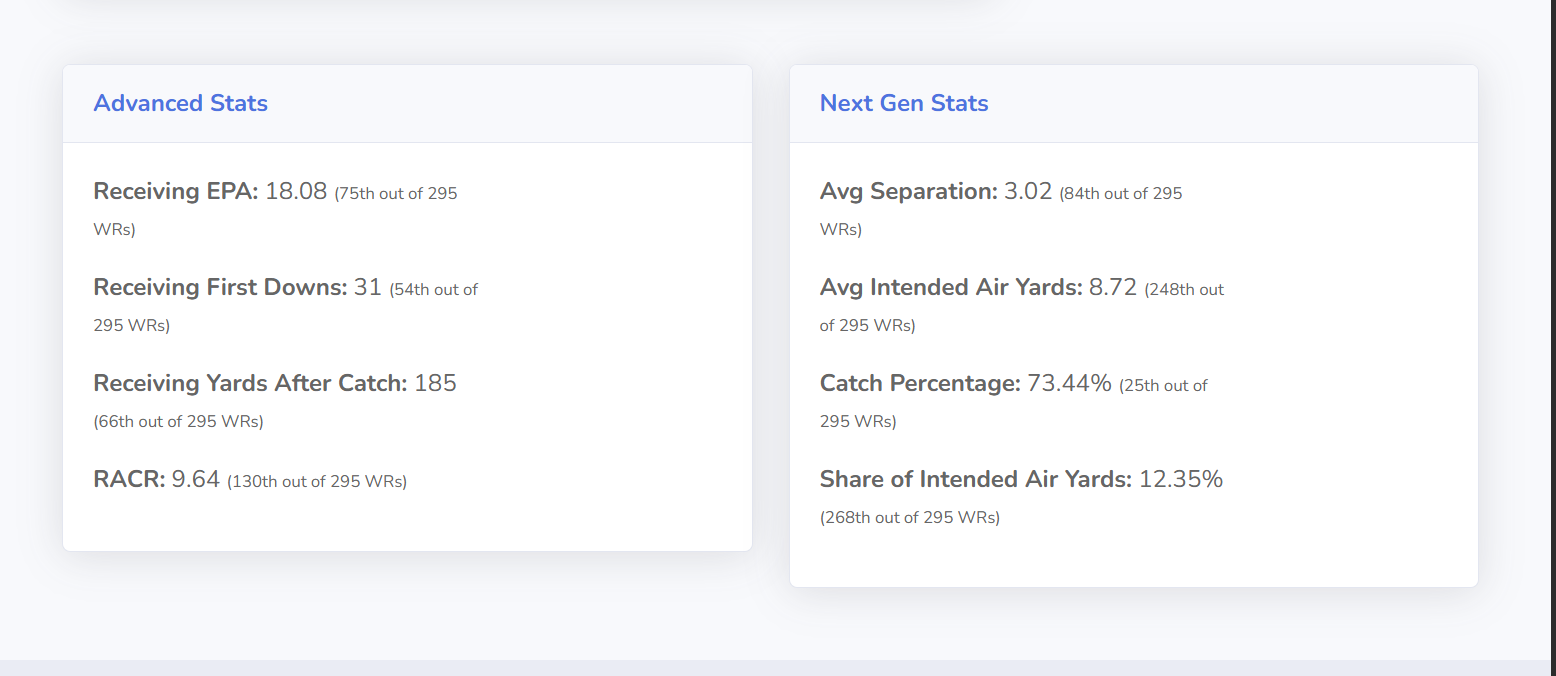 Advanced Stats
Receiving EPA: 18.08 (75th out of 295
WRs)
Receiving First Downs: 31 (54th out of
295 WRs)
Receiving Yards After Catch: 185
(66th out of 295 WRs)
RACR: 9.64 (130th out of 295 WRs)
Next Gen Stats
Avg Separation: 3.02 (84th out of 295
WRs)
Avg Intended Air Yards: 8.72 (248th out
of 295 WRs)
Catch Percentage: 73.44% (25th out of
295 WRs)
Share of Intended Air Yards: 12.35%
(268th out of 295 WRs)